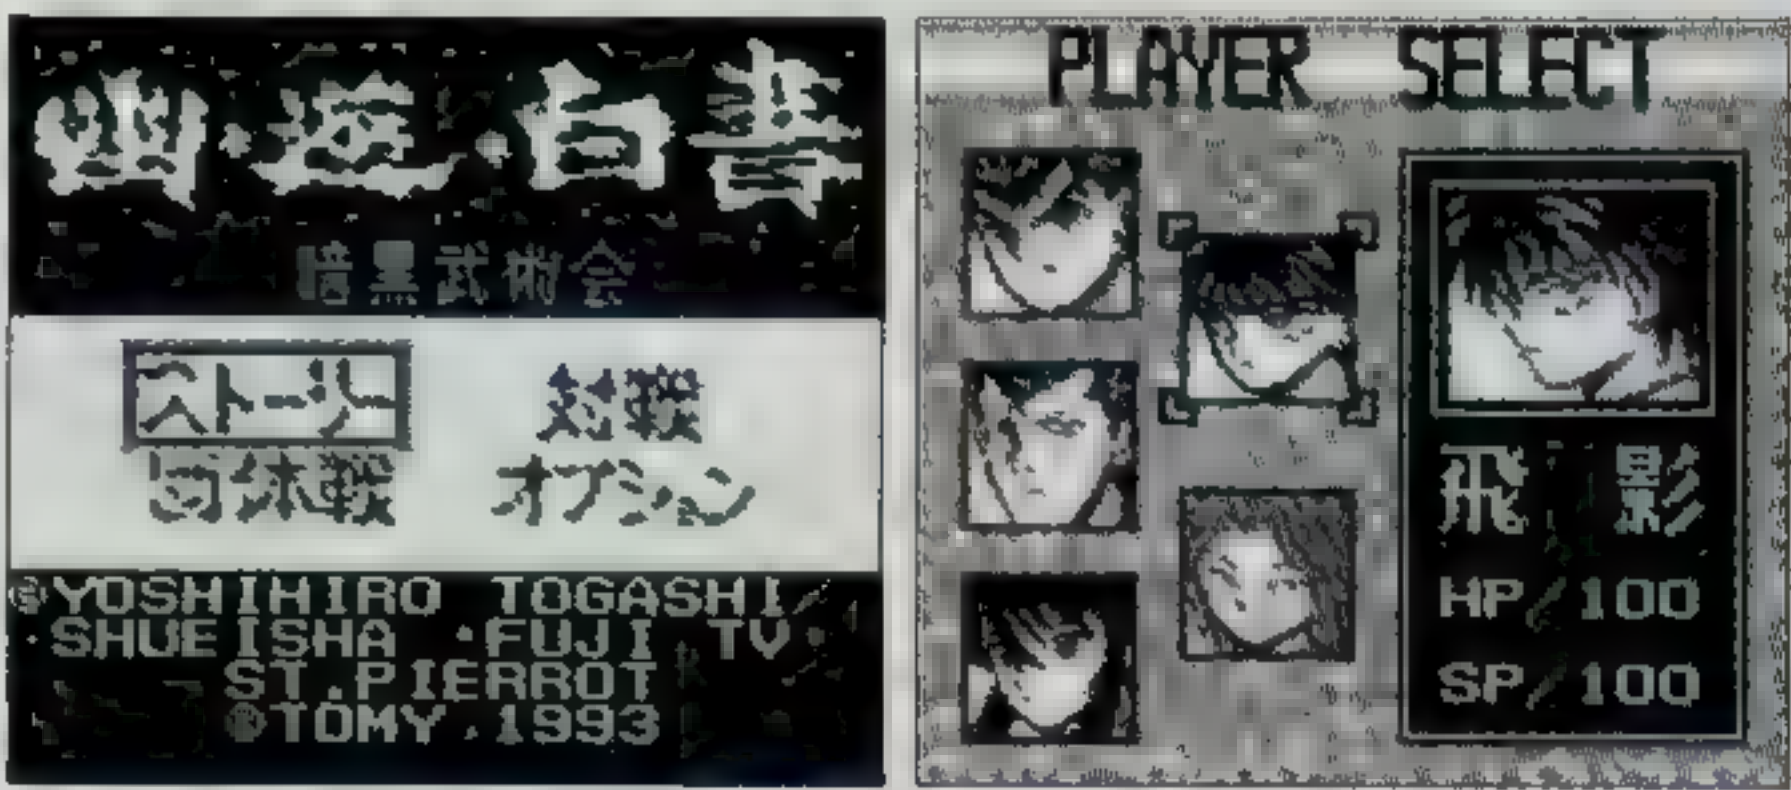 幽・遊・白書
暗黒武術会
ストーリー 対戦
団体戦 オプション
©YOSHIHIRO TOGASHI/
・SHUEISHA ・FUJI TV・
ST.PIERROT
©TOMY.1993
PLAYER SELECT
飛影
HP/100
SP/100